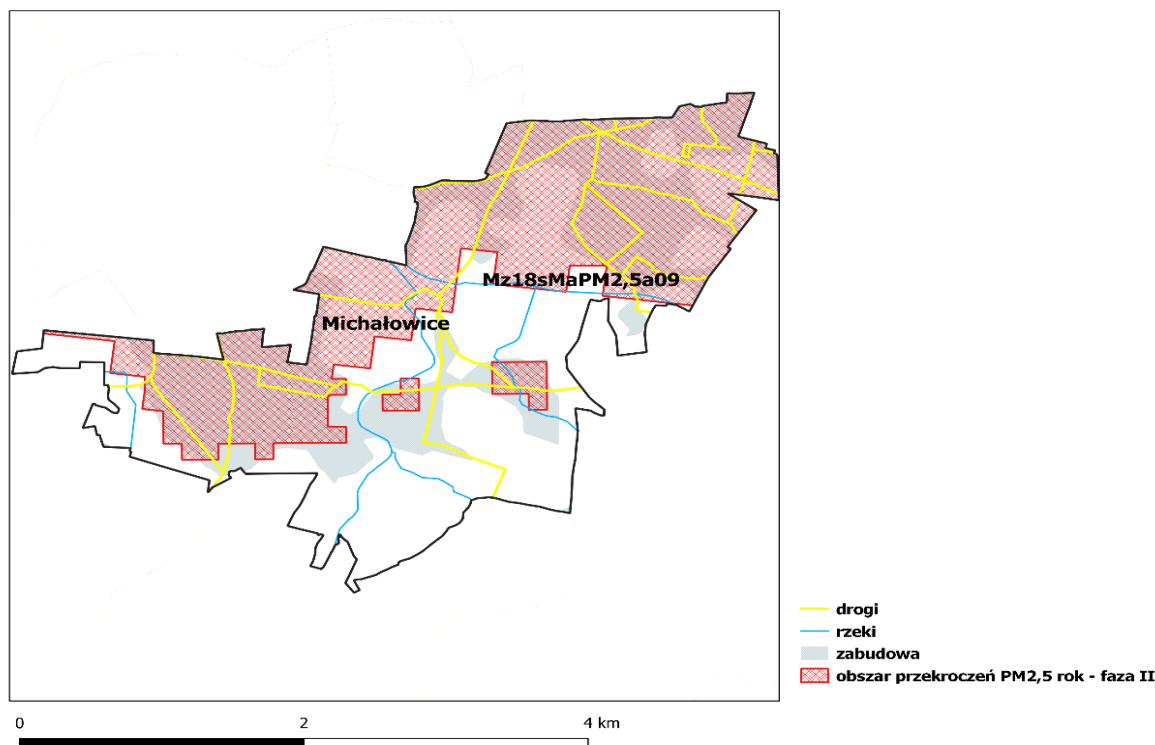 Mz18sMaPM2,5a09
Michałowice
drogi
rzeki
zabudowa
obszar przekroczeń PM2,5 rok - faza II
0 2 4 km